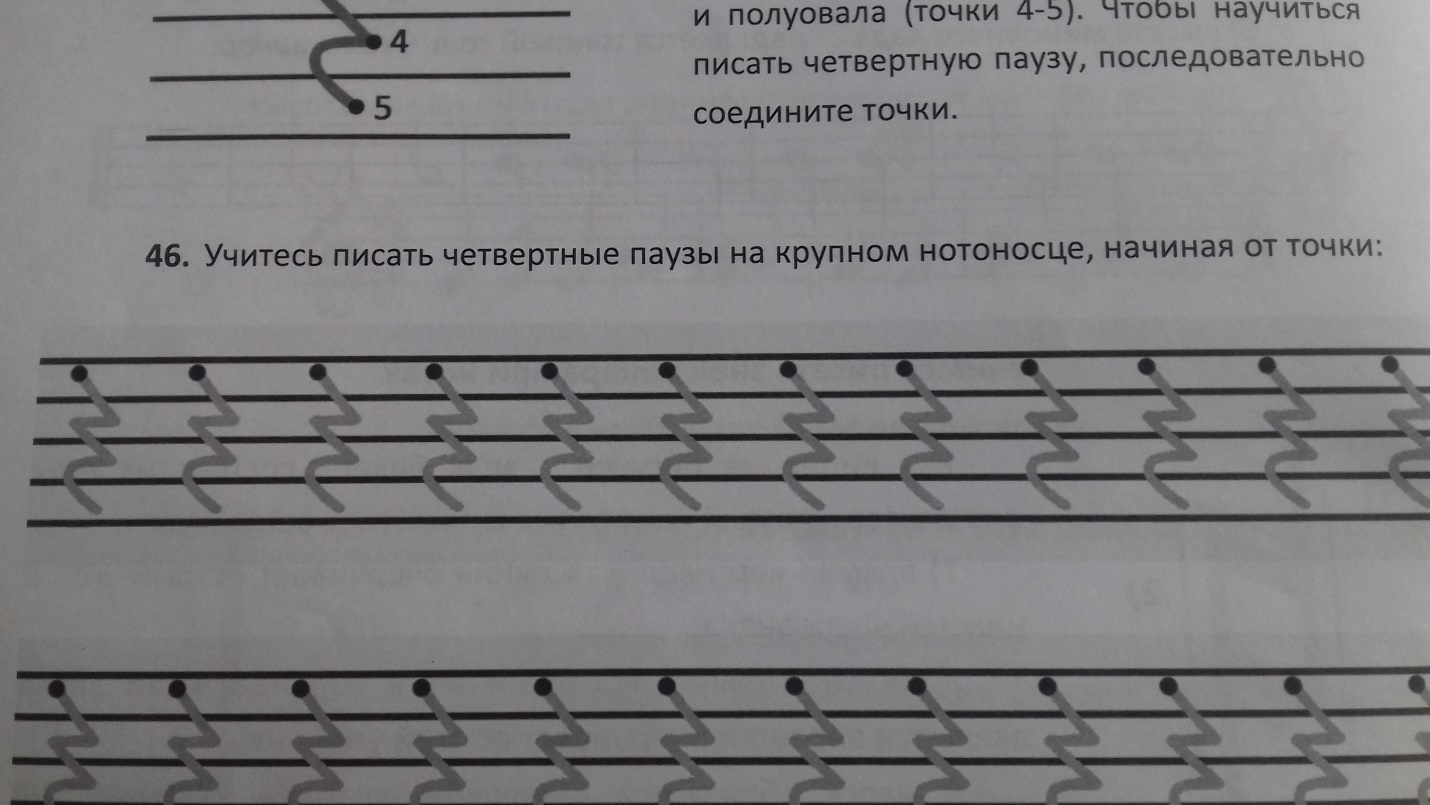 и полуовала (точки 4-5). Чтобы научиться
4
писать четвертную паузу, последовательно
5
соедините точки.
46. Учитесь писать четвертные паузы на крупном нотоносце, начиная от точки: